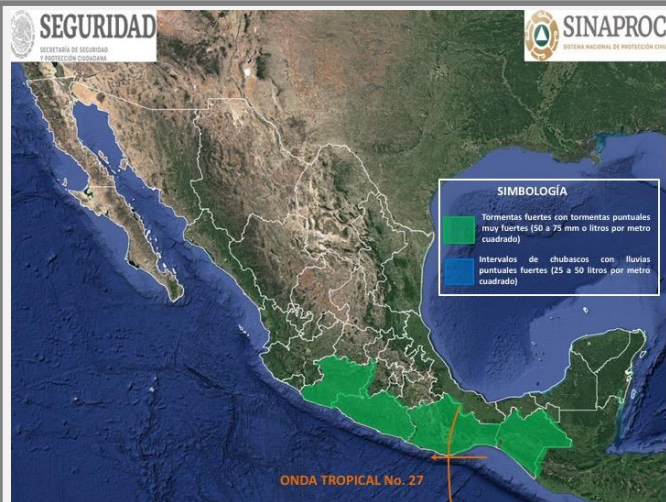 SEGURIDAD
SECRETARÍA DE SEGURIDAD
Y PROTECCIÓN CIUDADANA
SINAPROC
SISTEMA NACIONAL DE PROTECCIÓN
SIMBOLOGÍA
Tormentas fuertes con tormentas puntuales
muy fuertes (50 a 75 mm o litros por metro
cuadrado)
Intervalos de chubascos con lluvias
puntuales fuertes (25 a 50 litros por metro
cuadrado)
ONDA TROPICAL No. 27